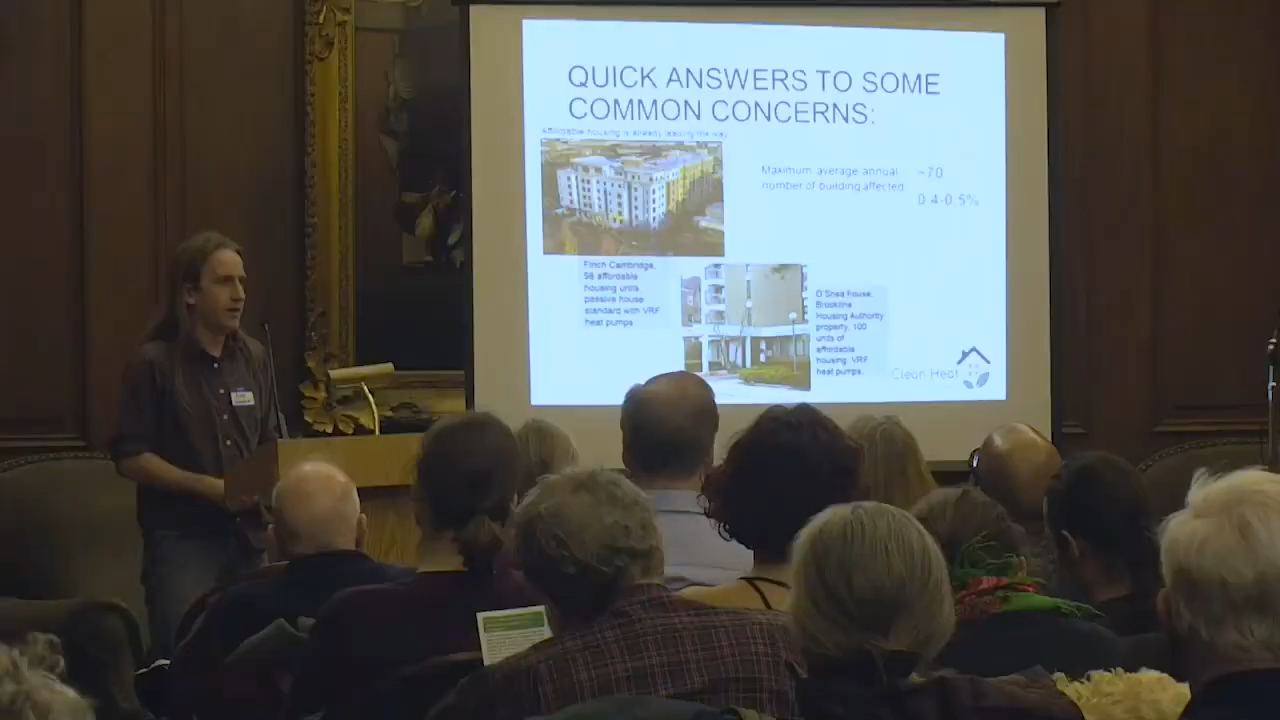 QUICK ANSWERS TO SOME
COMMON CONCERNS:
Affordable housing is already leading the way
Maximum average annual ~70
number of building affected
0.4-0.5%
Finch Cambridge,
98 affordable
housing units
passive house
standard with VRF
heat pumps
O'Shea House,
Brookline
Housing Authority
property, 100
units of
affordable
housing. VRF
heat pumps.
Clean Heat